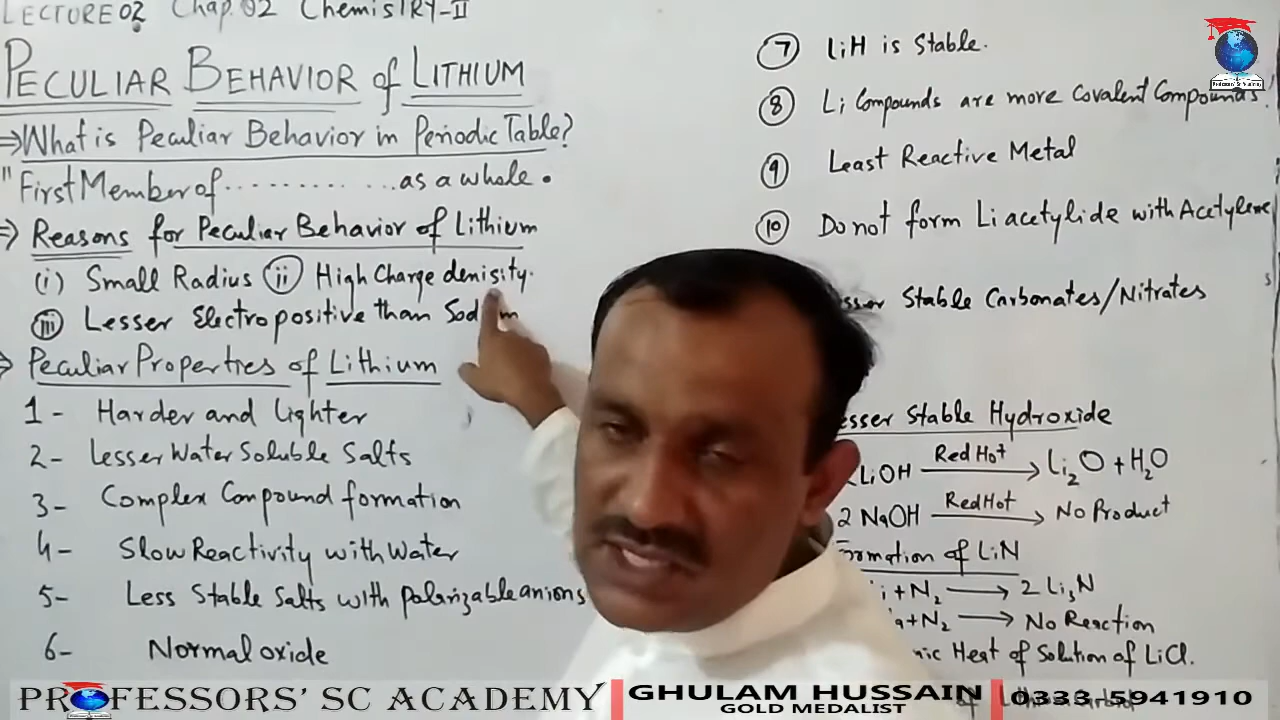 LECTURE 02 Chap. 02 ChemisTRY-II
PECULIAR BEHAVIOR of LITHIUM
⇒What is Peculiar Behavior in Periodic Table?
"First Member of .......... as a whole.
⇒ Reasons for Peculiar Behavior of Lithium
(i) Small Radius (ii) High Charge denisity.
(iii) Lesser Electropositive than Sod m
⇒ Peculiar Properties of Lithium
1- Harder and Lighter
2- Lesser Water Soluble Salts
3- Complex Compound formation
4- Slow Reactivity with Water
5- Less Stable Salts with polarizable anions
6- Normal oxide
(7) LiH is Stable.
(8) Li Compounds are more Covalent Compounds!
(9) Least Reactive Metal
(10) Do not form Li acetylide with Acetylene
sser Stable Carbonates/Nitrates
esser Stable Hydroxide
LiOH Red Hot → Li₂O + H₂O
2 NaOH Red Hot → No Product
ormation of LiN
i + N₂ → 2 Li₃N
a + N₂ → No Reaction
ic Heat of Solution of LiCl.
PROFESSORS' SC ACADEMY
GHULAM HUSSAIN
GOLD MEDALIST
0333 5941910